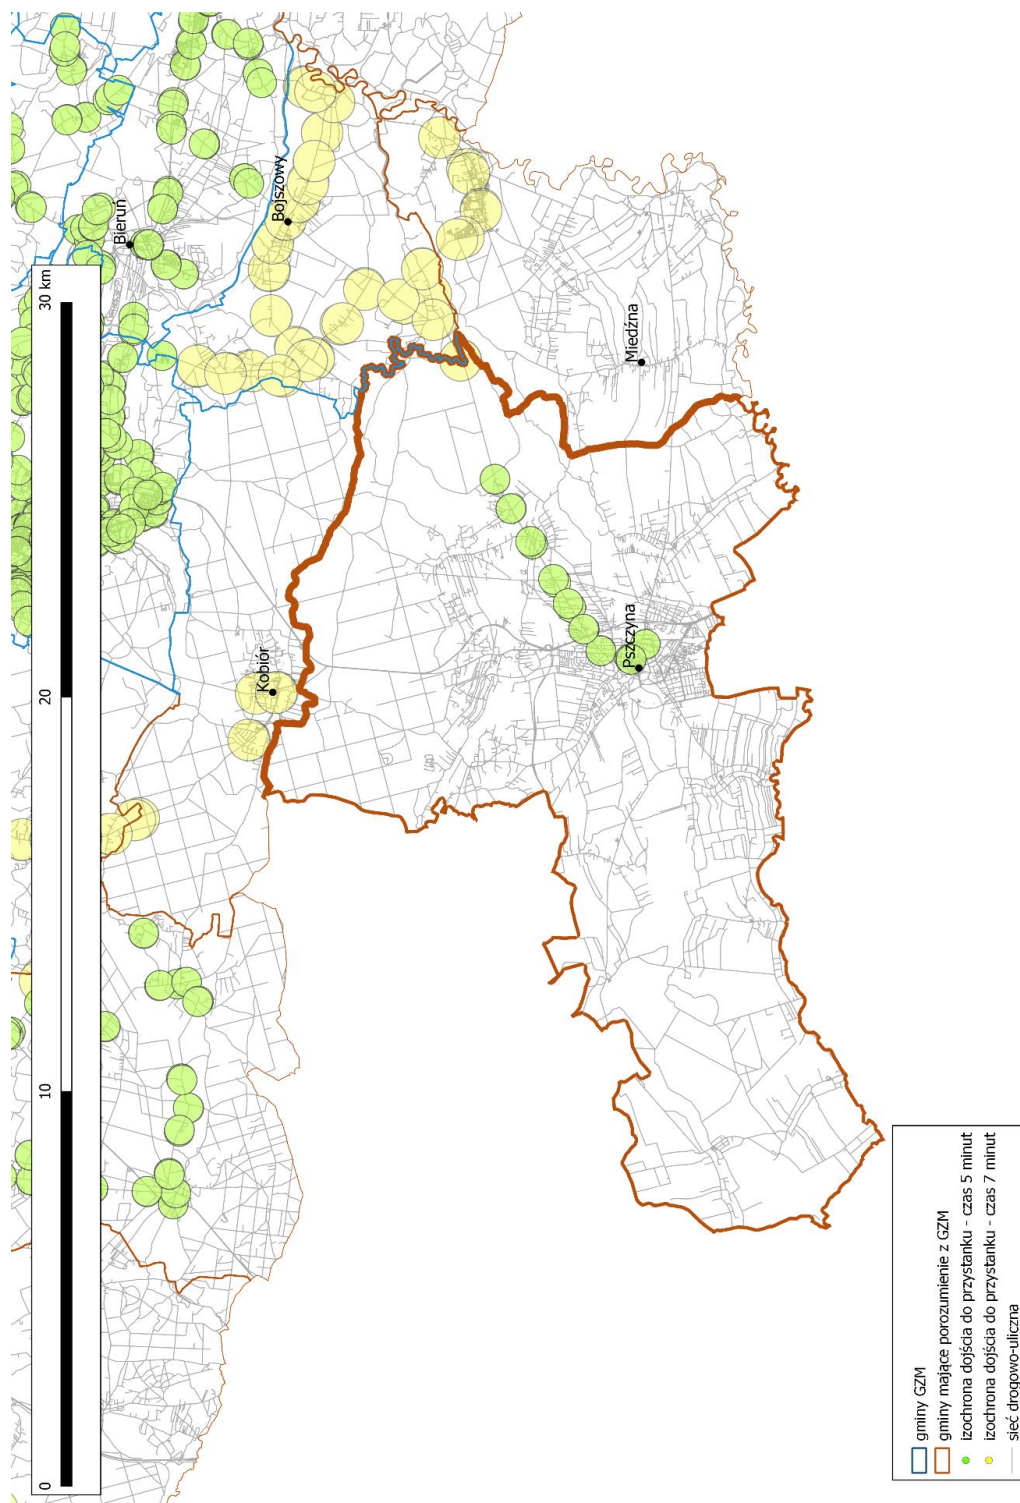 Bieruń
Bojszowy
Miedźna
Kobiór
Pszczyna
0
10
20
30 km
gminy GZM
gminy mające porozumienie z GZM
izochrona dojścia do przystanku - czas 5 minut
izochrona dojścia do przystanku - czas 7 minut
sieć drogowo-uliczna